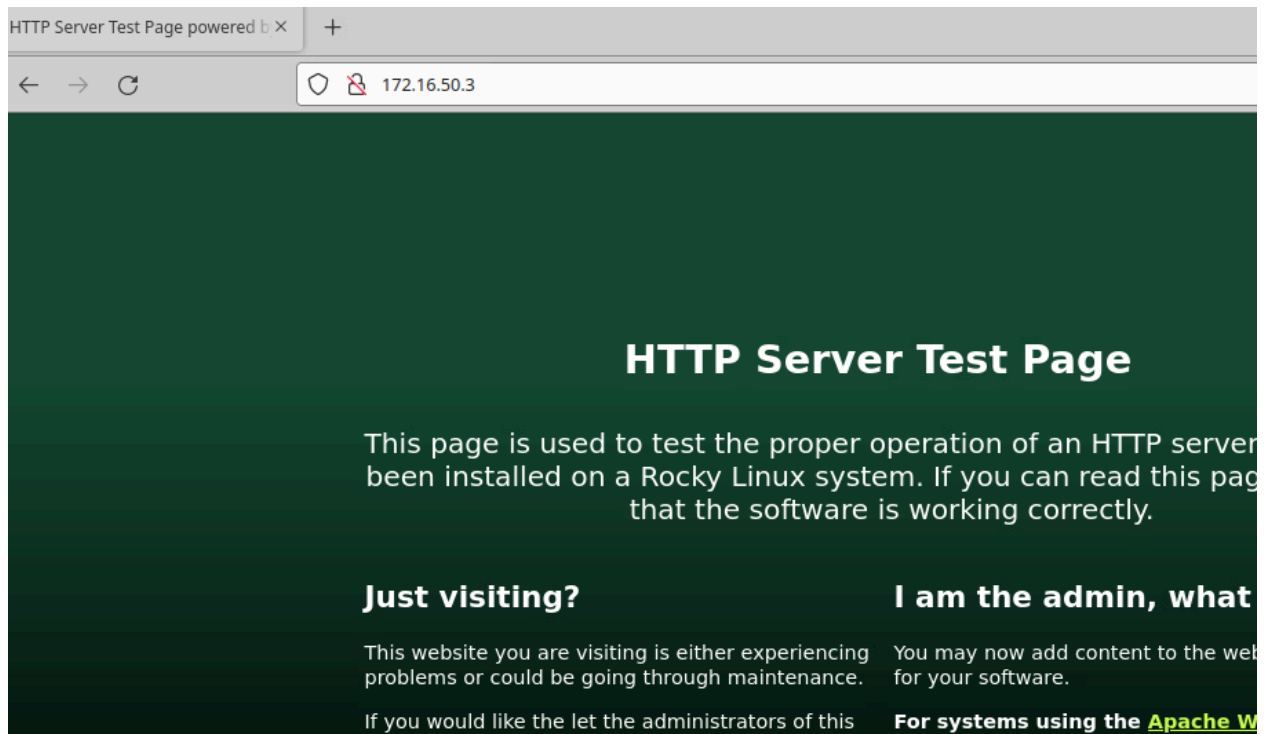 HTTP Server Test Page powered b
172.16.50.3
HTTP Server Test Page
This page is used to test the proper operation of an HTTP server
been installed on a Rocky Linux system. If you can read this pag
that the software is working correctly.
Just visiting?
This website you are visiting is either experiencing
problems or could be going through maintenance.
If you would like the let the administrators of this
I am the admin, what
You may now add content to the web
for your software.
For systems using the Apache W